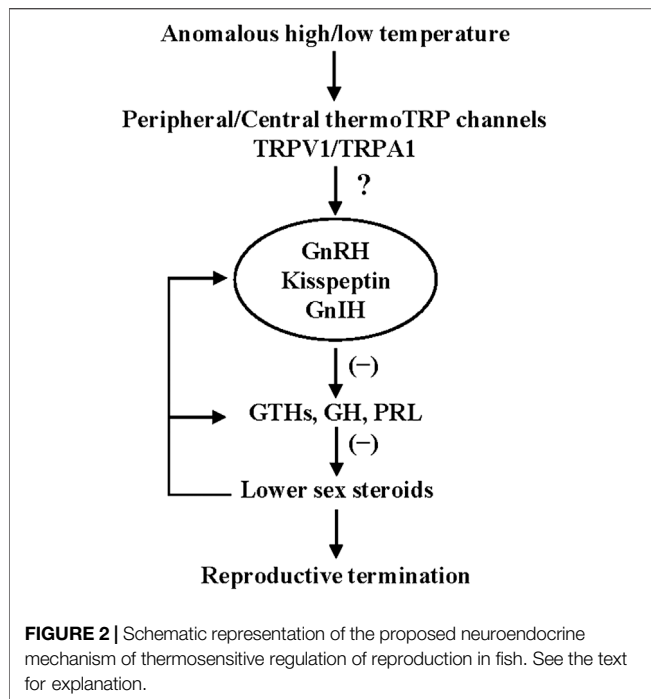 Anomalous high/low temperature
Peripheral/Central thermoTRP channels
TRPV1/TRPA1
?
GnRH
Kisspeptin
GnIH
(−)
GTHs, GH, PRL
(−)
Lower sex steroids
Reproductive termination
FIGURE 2 | Schematic representation of the proposed neuroendocrine
mechanism of thermosensitive regulation of reproduction in fish. See the text
for explanation.